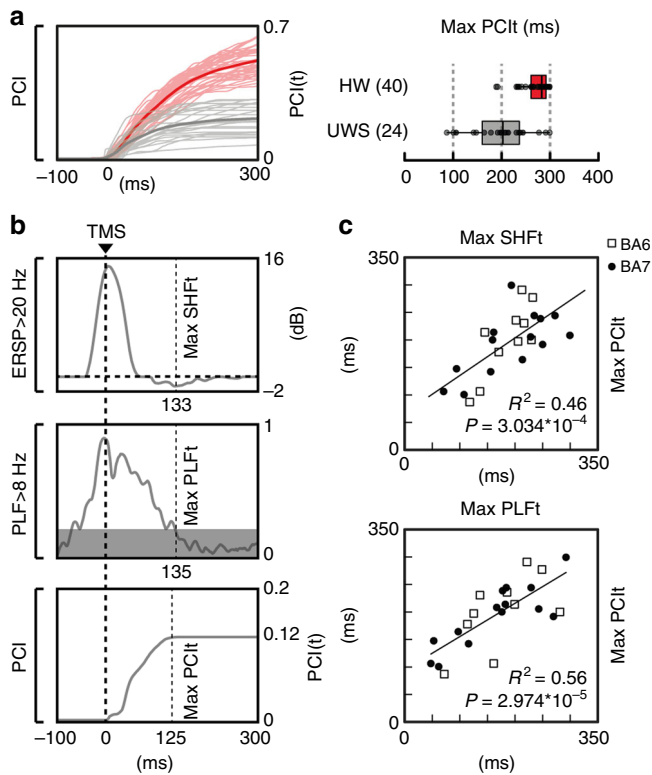 a
PCI
0.7
PCI(t)
0
−100 0 300
(ms)
Max PCIt (ms)
HW (40)
UWS (24)
0 100 200 300 400
b
TMS
ERSP>20 Hz
16
(dB)
−2
Max SHFt
133
PLF>8 Hz
1
0
Max PLFt
135
PCI
0.2
0.12
PCI(t)
0
Max PCIt
−100 0 125 300
(ms)
c
Max SHFt
BA6
BA7
350
(ms)
Max PCIt
R² = 0.46
P = 3.034*10⁻⁴
0 350
(ms)
Max PLFt
350
(ms)
Max PCIt
R² = 0.56
P = 2.974*10⁻⁵
0 350
(ms)